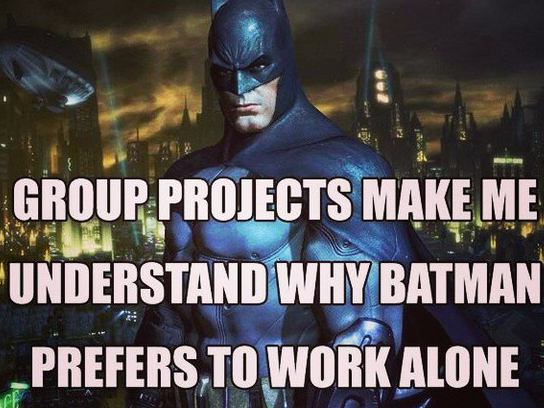 GROUP PROJECTS MAKE ME
UNDERSTAND WHY BATMAN
PREFERS TO WORK ALONE